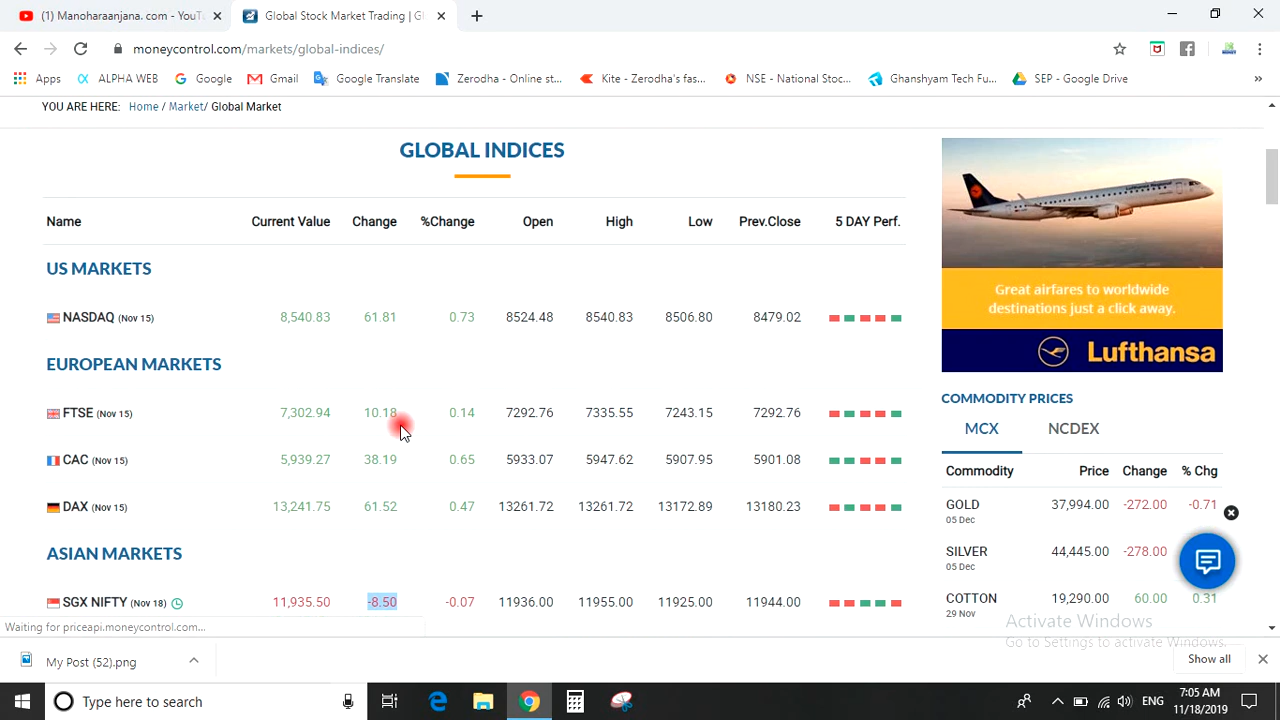 (1) Manoharaanjana. com - YouT
Global Stock Market Trading | Gl
moneycontrol.com/markets/global-indices/
Apps ALPHA WEB Google Gmail Google Translate Zerodha - Online st... Kite - Zerodha's fas... NSE - National Stoc... Ghanshyam Tech Fu... SEP - Google Drive »
YOU ARE HERE: Home / Market/ Global Market
GLOBAL INDICES
Name Current Value Change %Change Open High Low Prev.Close 5 DAY Perf.
US MARKETS
NASDAQ (Nov 15) 8,540.83 61.81 0.73 8524.48 8540.83 8506.80 8479.02
EUROPEAN MARKETS
FTSE (Nov 15) 7,302.94 10.18 0.14 7292.76 7335.55 7243.15 7292.76
CAC (Nov 15) 5,939.27 38.19 0.65 5933.07 5947.62 5907.95 5901.08
DAX (Nov 15) 13,241.75 61.52 0.47 13261.72 13261.72 13172.89 13180.23
ASIAN MARKETS
SGX NIFTY (Nov 18) 11,935.50 -8.50 -0.07 11936.00 11955.00 11925.00 11944.00
Great airfares to worldwide
destinations just a click away.
Lufthansa
COMMODITY PRICES
MCX NCDEX
Commodity Price Change % Chg
GOLD 37,994.00 -272.00 -0.71
05 Dec
SILVER 44,445.00 -278.00
05 Dec
COTTON 19,290.00 60.00 0.31
29 Nov
Activate Windows
Go to Settings to activate Windows.
Waiting for priceapi.moneycontrol.com...
My Post (52).png
Show all
Type here to search
ENG
7:05 AM
11/18/2019